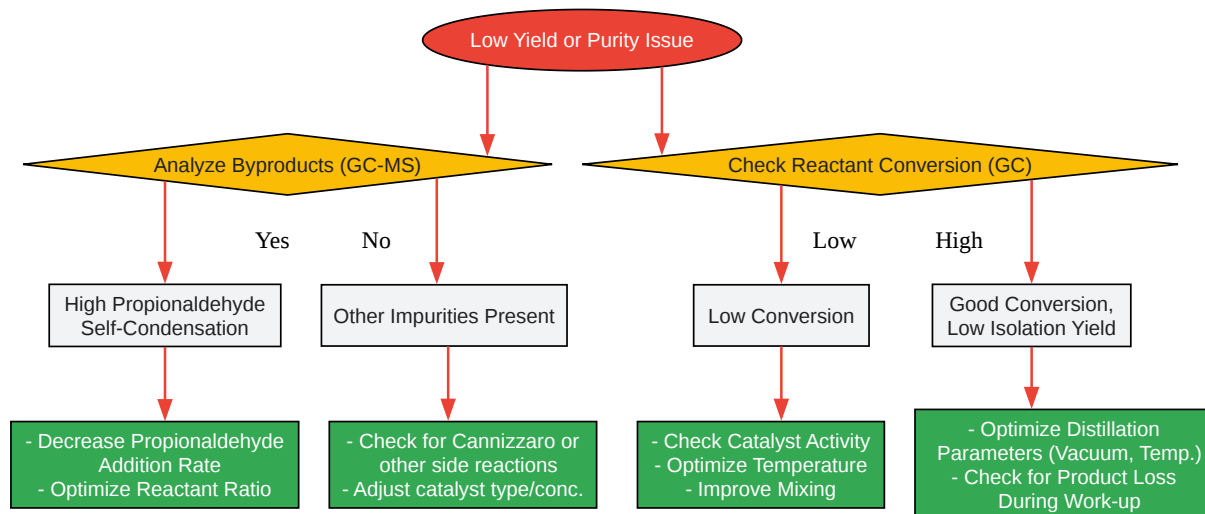 Low Yield or Purity Issue
Analyze Byproducts (GC-MS)
Check Reactant Conversion (GC)
Yes
No
Low
High
High Propionaldehyde
Self-Condensation
Other Impurities Present
Low Conversion
Good Conversion,
Low Isolation Yield
- Decrease Propionaldehyde
Addition Rate
- Optimize Reactant Ratio
- Check for Cannizzaro or
other side reactions
- Adjust catalyst type/conc.
- Check Catalyst Activity
- Optimize Temperature
- Improve Mixing
- Optimize Distillation
Parameters (Vacuum, Temp.)
- Check for Product Loss
During Work-up